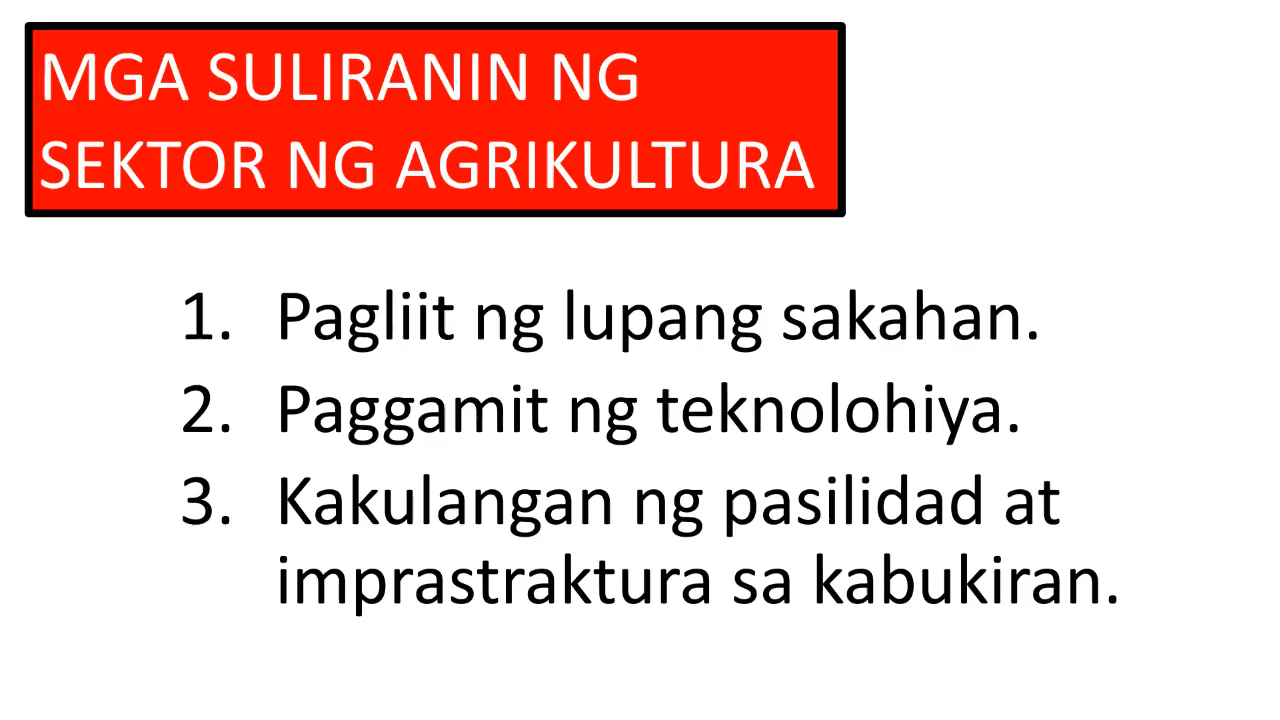 MGA SULIRANIN NG
SEKTOR NG AGRIKULTURA
1. Pagliit ng lupang sakahan.
2. Paggamit ng teknolohiya.
3. Kakulangan ng pasilidad at
imprastraktura sa kabukiran.